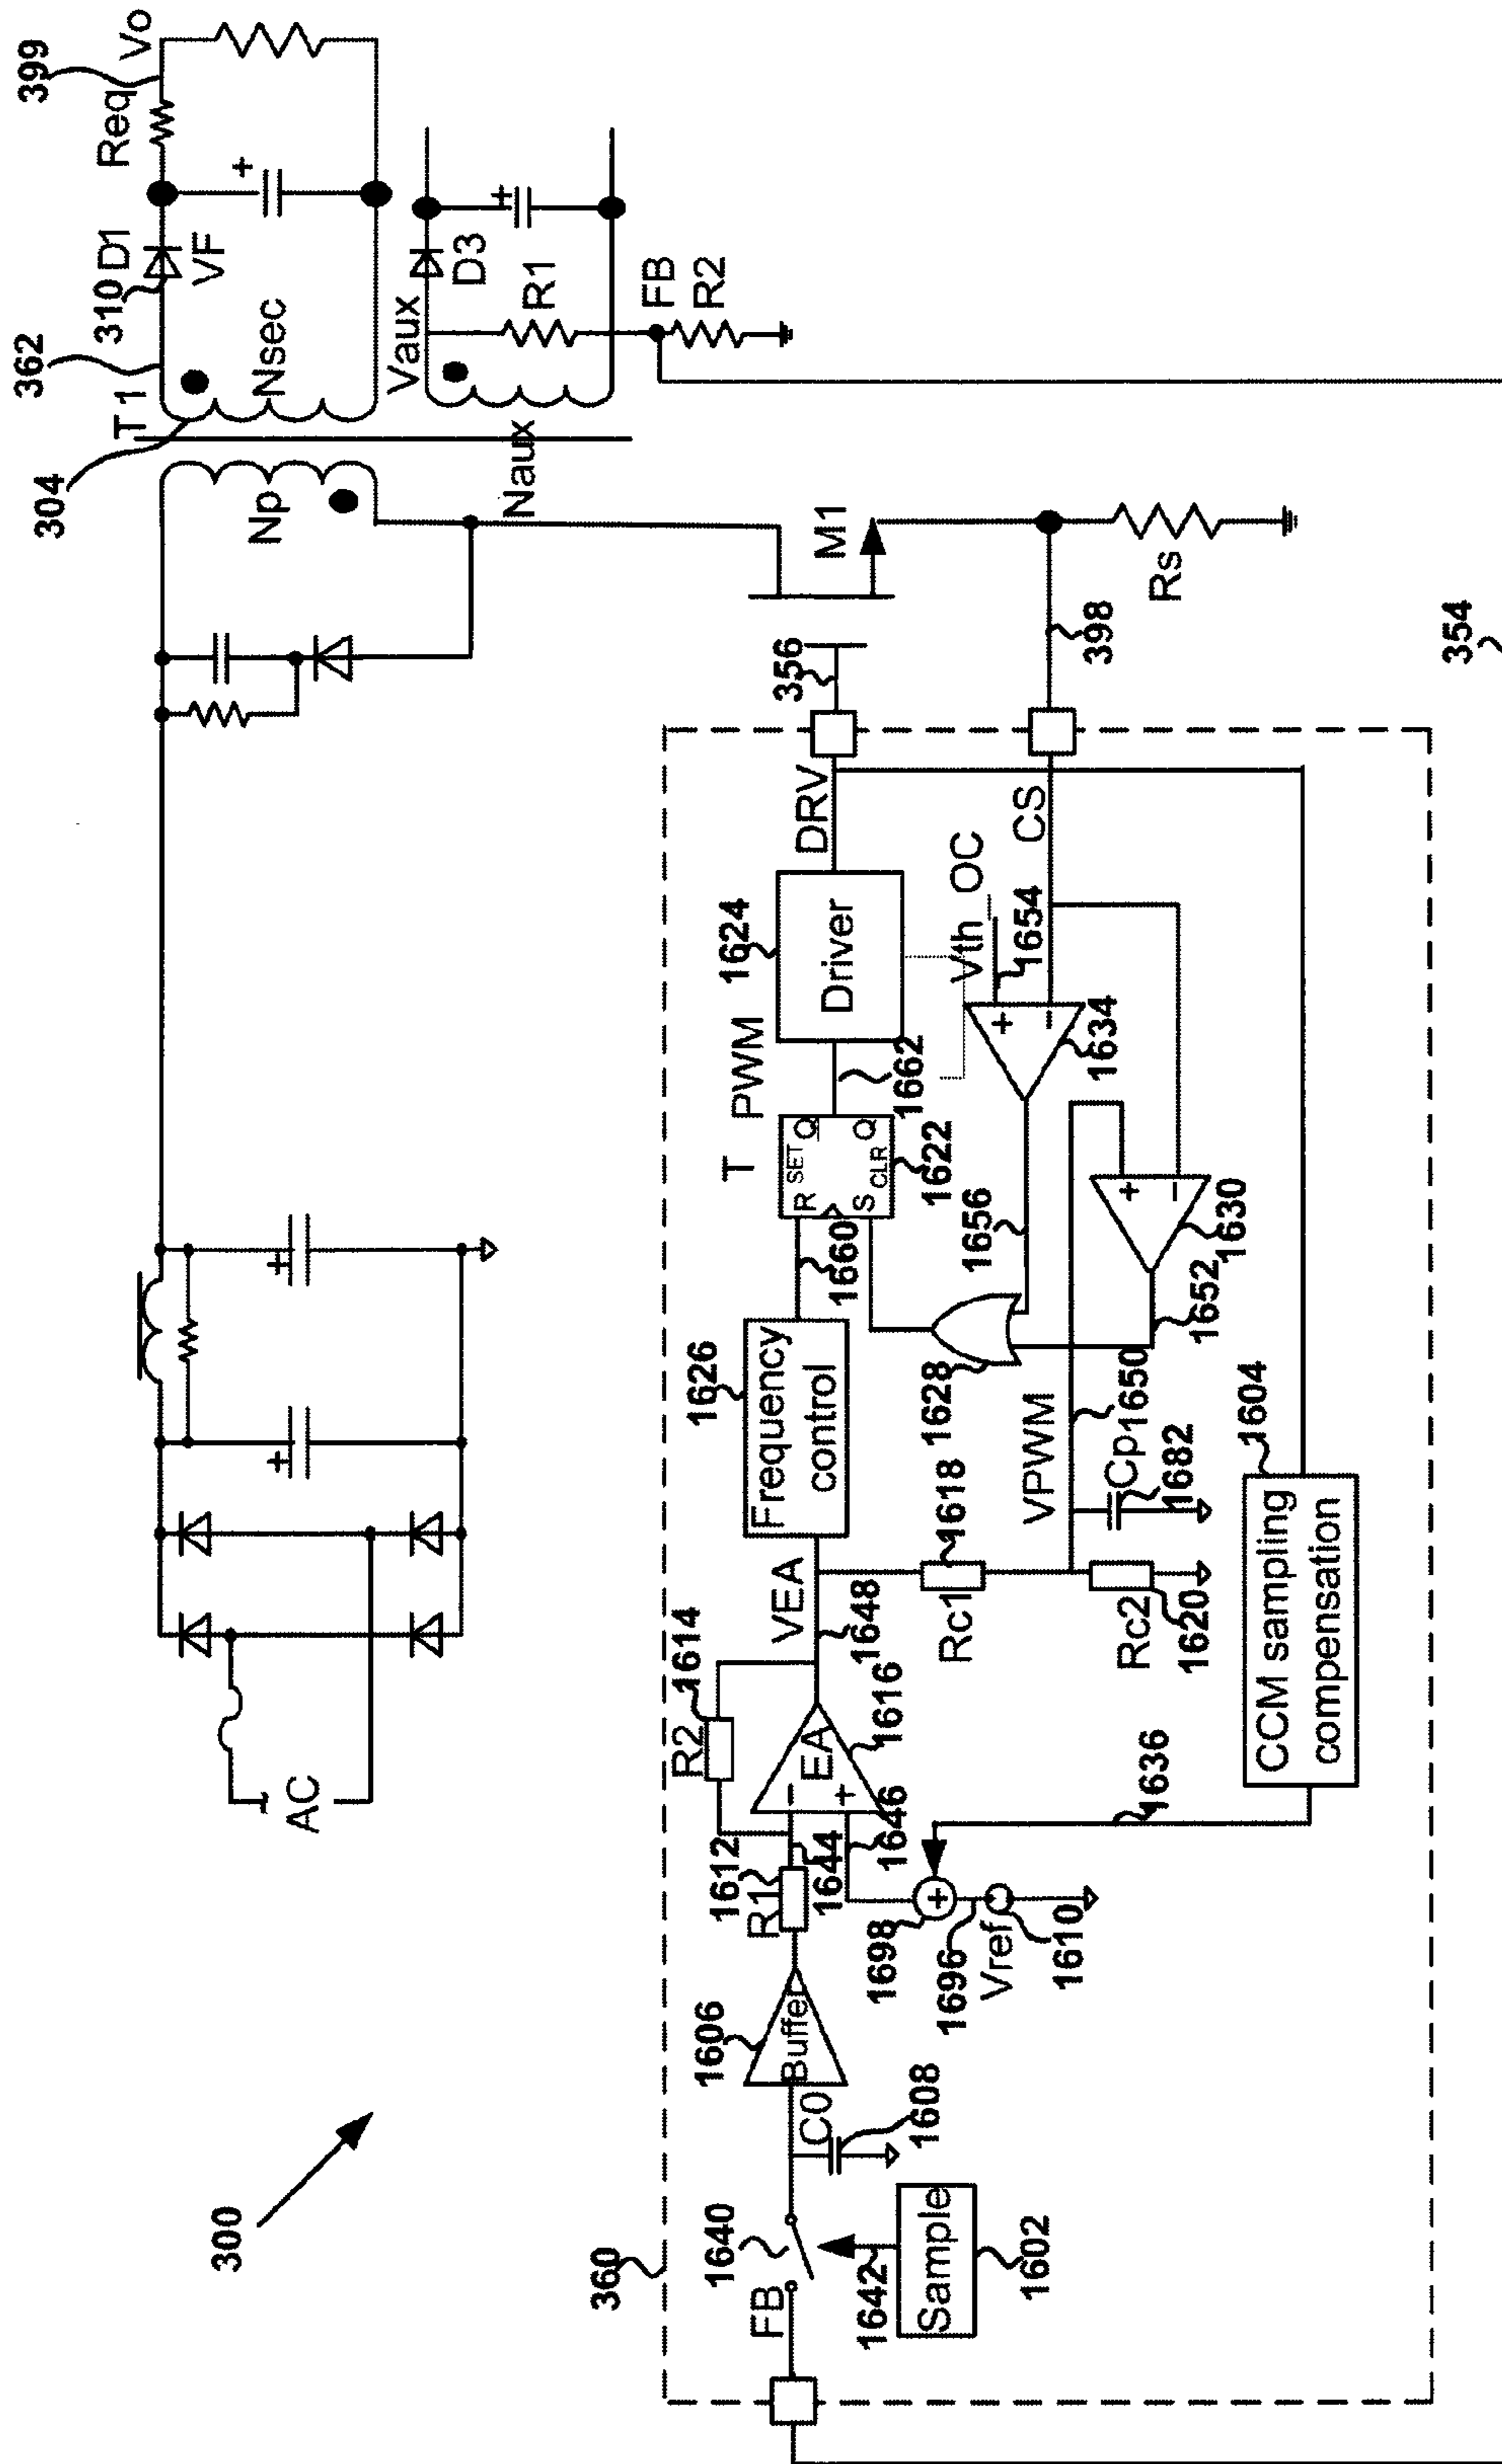 300
AC
T 1
304
Np
362
310
D1
VF
Nsec
Req
399
Vo
Vaux
D3
R1
FB
R2
Naux
M1
356
398
Rs
354
360
FB
1640
1642
Sample
1602
C0
1608
1606
Buffer
1612
R1
1644
1614
R2
EA
−
+
1616
1646
1698
1696
Vref
1610
1636
VEA
1648
1626
Frequency
control
Rc1
1618
Rc2
1620
VPWM
Cp
1682
1650
1628
1660
T
R
SET
Q
S
CLR
Q
1622
PWM
1662
1624
Driver
DRV
Vth_OC
1654
CS
+
−
1634
1656
+
−
1630
1652
1604
CCM sampling
compensation